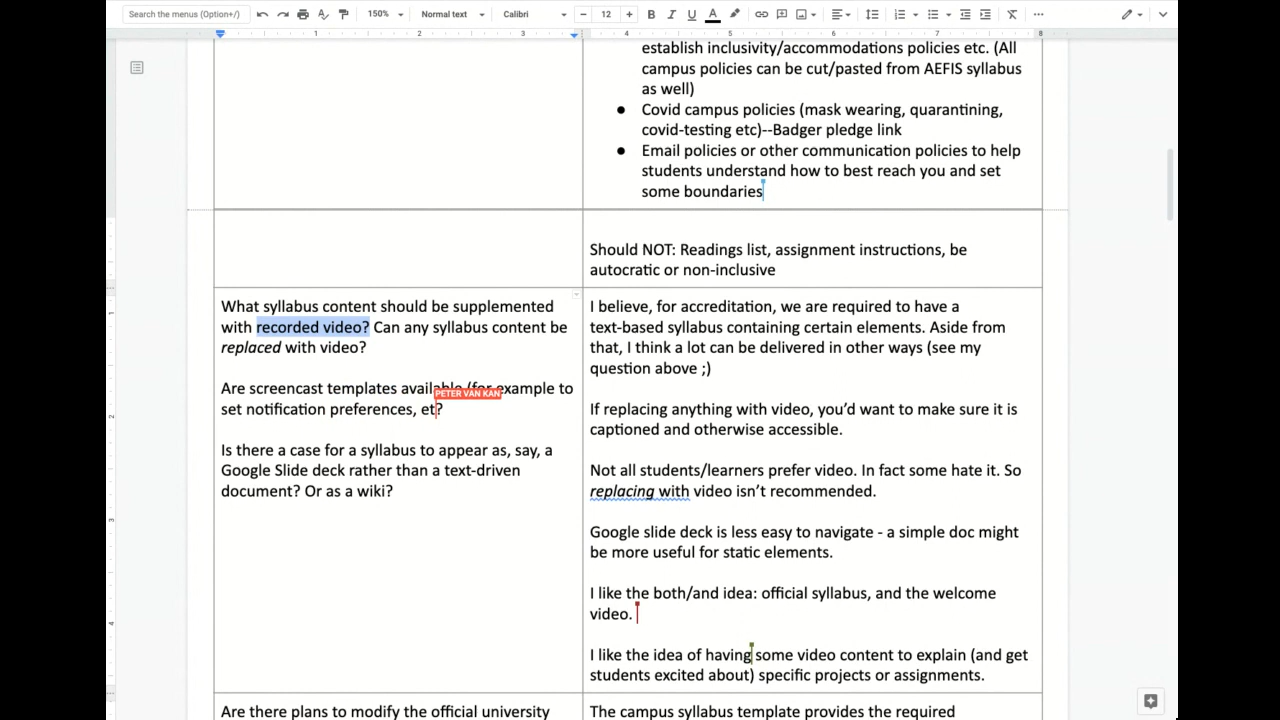 Search the menus (Option+/)
150%
Normal text
Calibri
12
B I U A
1 2 3 4 5 6 7 8
establish inclusivity/accommodations policies etc. (All
campus policies can be cut/pasted from AEFIS syllabus
as well)
● Covid campus policies (mask wearing, quarantining,
covid-testing etc)--Badger pledge link
● Email policies or other communication policies to help
students understand how to best reach you and set
some boundaries
Should NOT: Readings list, assignment instructions, be
autocratic or non-inclusive
What syllabus content should be supplemented
with recorded video? Can any syllabus content be
replaced with video?
Are screencast templates available (for example to
PETER VAN KAN
set notification preferences, et?
Is there a case for a syllabus to appear as, say, a
Google Slide deck rather than a text-driven
document? Or as a wiki?
I believe, for accreditation, we are required to have a
text-based syllabus containing certain elements. Aside from
that, I think a lot can be delivered in other ways (see my
question above ;)
If replacing anything with video, you'd want to make sure it is
captioned and otherwise accessible.
Not all students/learners prefer video. In fact some hate it. So
replacing with video isn't recommended.
Google slide deck is less easy to navigate - a simple doc might
be more useful for static elements.
I like the both/and idea: official syllabus, and the welcome
video.
I like the idea of having some video content to explain (and get
students excited about) specific projects or assignments.
Are there plans to modify the official university
The campus syllabus template provides the required
1
2
3
4